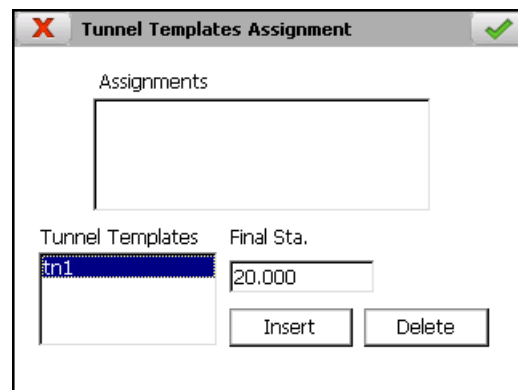 Tunnel Templates Assignment
Assignments
Tunnel Templates
Final Sta.
tn1
20.000
Insert
Delete